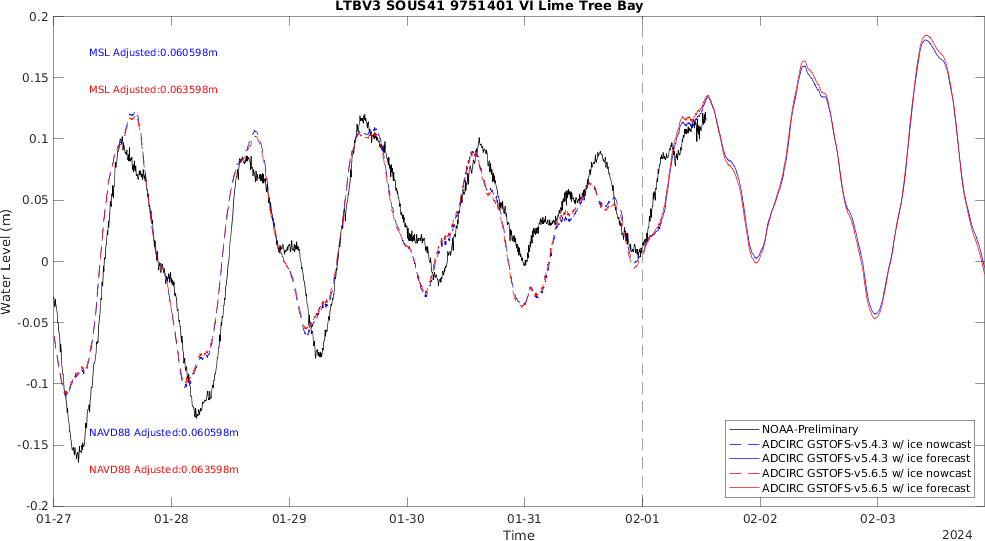 LTBV3 SOUS41 9751401 VI Lime Tree Bay
0.2
0.15
0.1
0.05
0
-0.05
-0.1
-0.15
-0.2
Water Level (m)
MSL Adjusted:0.060598m
MSL Adjusted:0.063598m
NAVD88 Adjusted:0.060598m
NAVD88 Adjusted:0.063598m
NOAA-Preliminary
ADCIRC GSTOFS-v5.4.3 w/ ice nowcast
ADCIRC GSTOFS-v5.4.3 w/ ice forecast
ADCIRC GSTOFS-v5.6.5 w/ ice nowcast
ADCIRC GSTOFS-v5.6.5 w/ ice forecast
01-27 01-28 01-29 01-30 01-31 02-01 02-02 02-03
Time
2024